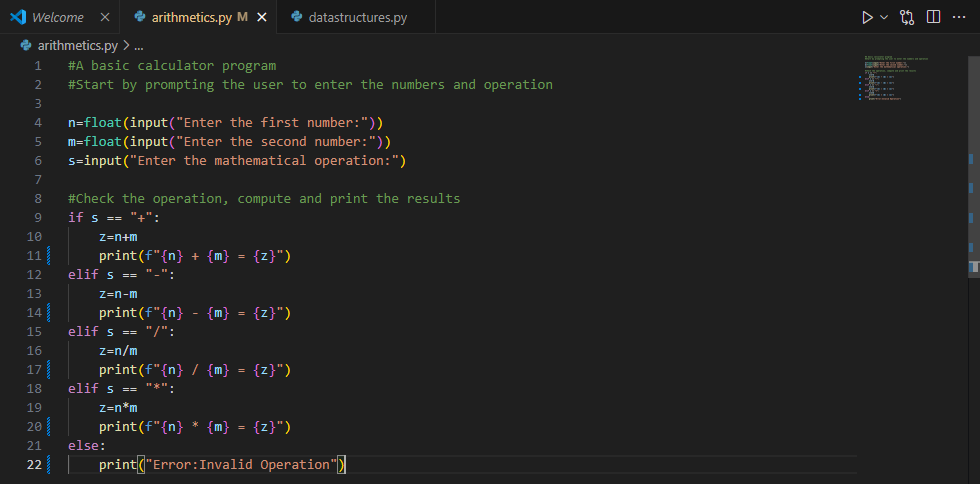 Welcome × arithmetics.py M × datastructures.py
arithmetics.py > ...
1 #A basic calculator program
2 #Start by prompting the user to enter the numbers and operation
3
4 n=float(input("Enter the first number:"))
5 m=float(input("Enter the second number:"))
6 s=input("Enter the mathematical operation:")
7
8 #Check the operation, compute and print the results
9 if s == "+":
10     z=n+m
11     print(f"{n} + {m} = {z}")
12 elif s == "-":
13     z=n-m
14     print(f"{n} - {m} = {z}")
15 elif s == "/":
16     z=n/m
17     print(f"{n} / {m} = {z}")
18 elif s == "*":
19     z=n*m
20     print(f"{n} * {m} = {z}")
21 else:
22     print("Error:Invalid Operation")